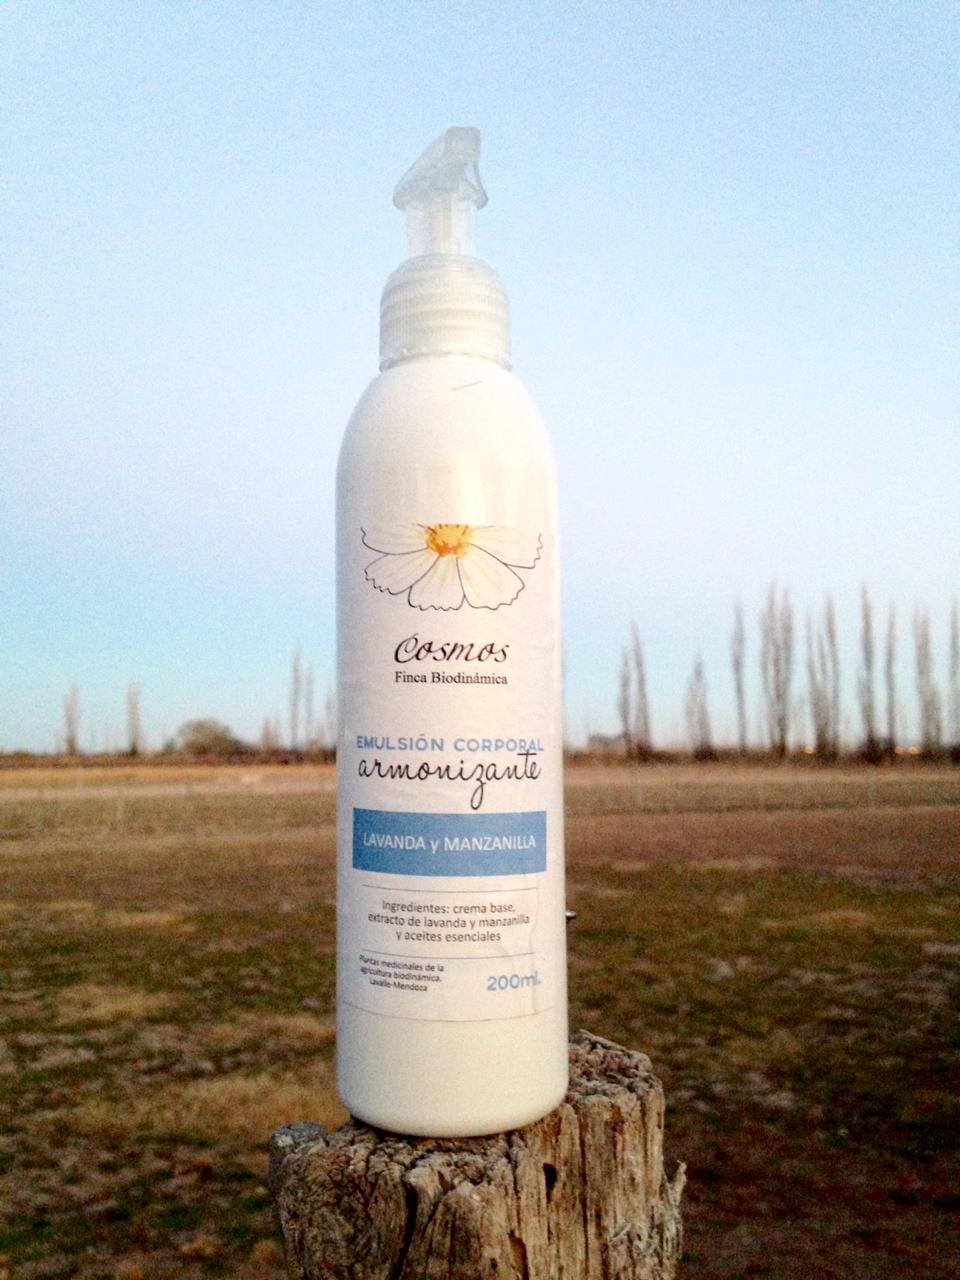 Cosmos
Finca Biodinámica
EMULSIÓN CORPORAL
armonizante
LAVANDA y MANZANILLA
Ingredientes: crema base,
extracto de lavanda y manzanilla
y aceites esenciales
Plantas medicinales de la
agricultura biodinámica.
Lavalle-Mendoza
200ml.